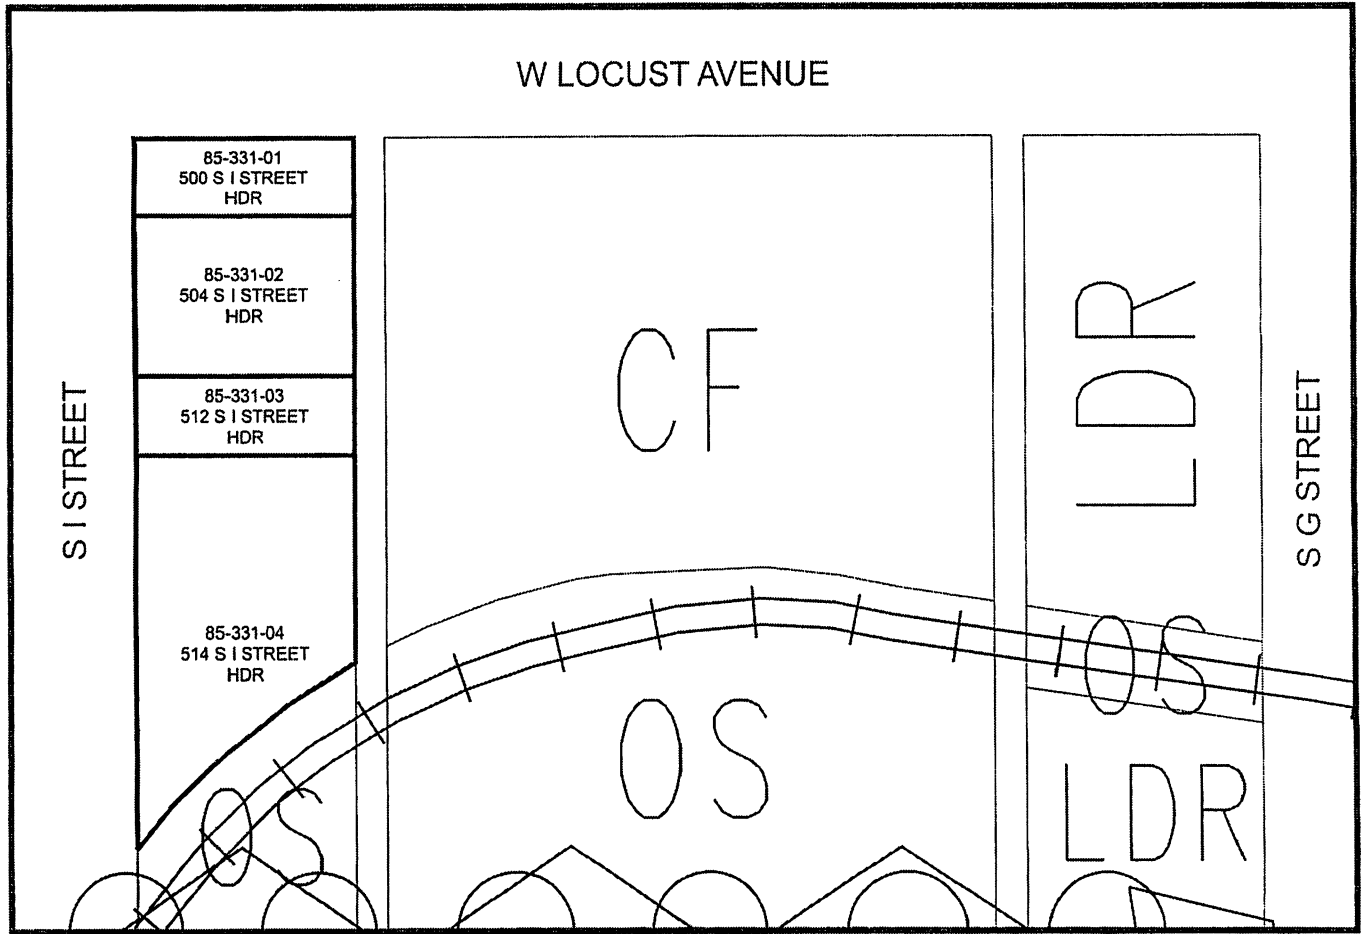 W LOCUST AVENUE
85-331-01
500 S I STREET
HDR
85-331-02
504 S I STREET
HDR
85-331-03
512 S I STREET
HDR
85-331-04
514 S I STREET
HDR
S I STREET
CF
LDR
S G STREET
OS
OS
OS
LDR